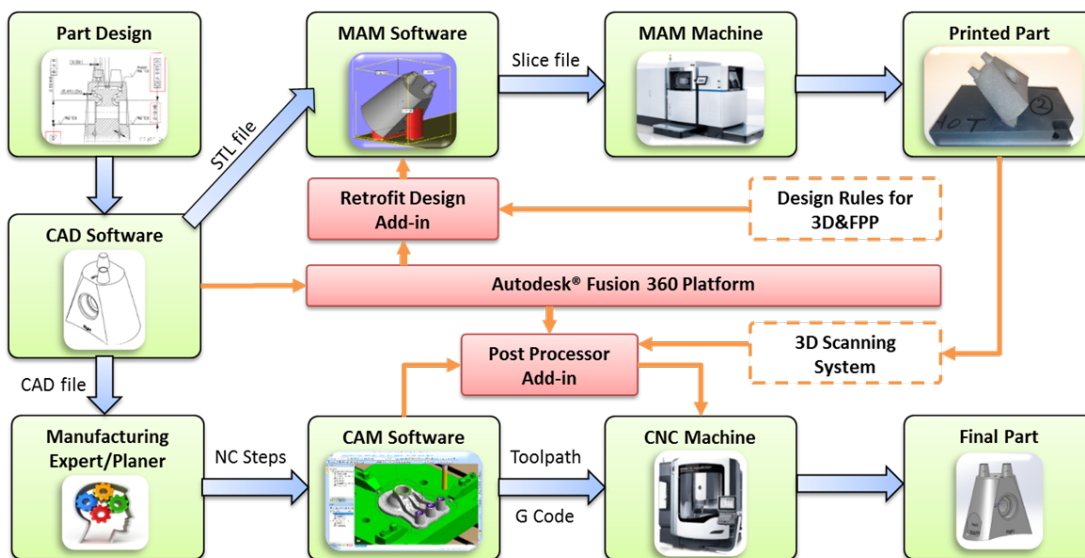 Part Design
MAM Software
Slice file
MAM Machine
Printed Part
STL file
HOT
2
Retrofit Design
Add-in
Design Rules for
3D&FPP
CAD Software
Autodesk® Fusion 360 Platform
Post Processor
Add-in
3D Scanning
System
CAD file
Manufacturing
Expert/Planer
NC Steps
CAM Software
Toolpath
G Code
CNC Machine
Final Part